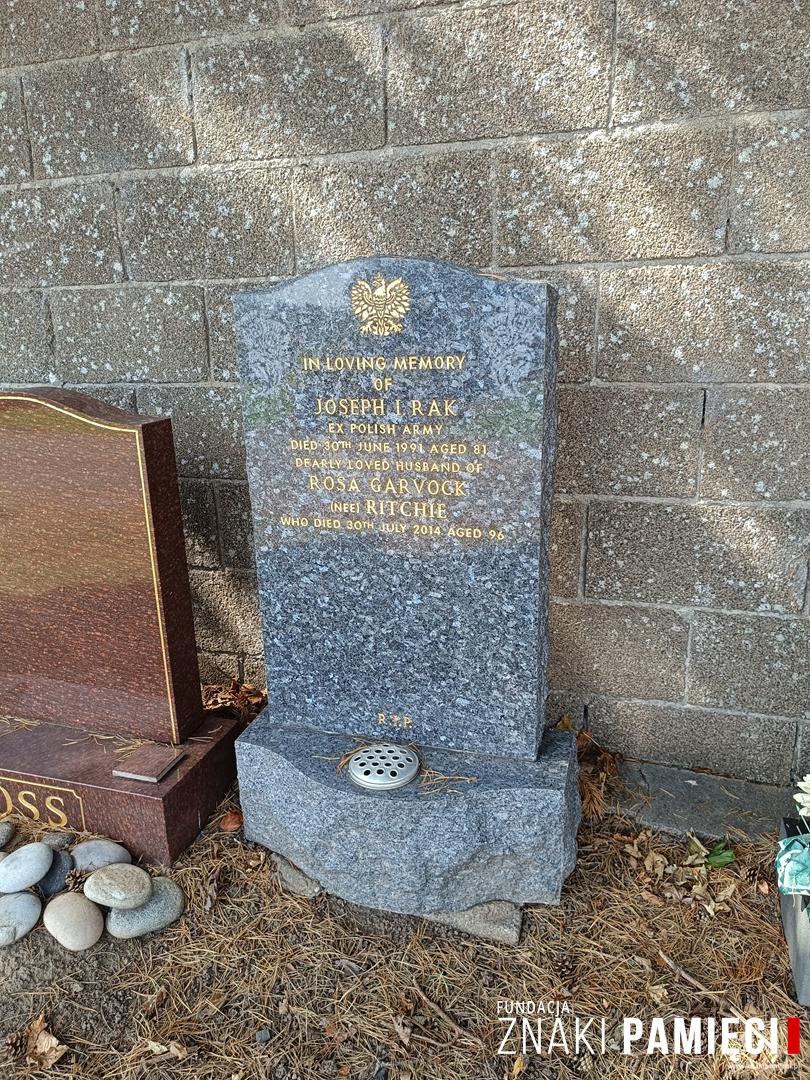 IN LOVING MEMORY
OF
JOSEPH I. RAK
EX POLISH ARMY
DIED 30TH JUNE 1991 AGED 81
DEARLY LOVED HUSBAND OF
ROSA GARVOCK
(NEE) RITCHIE
WHO DIED 30TH JULY 2014 AGED 96
R.I.P.
OSS
FUNDACJA
ZNAKI PAMIĘCI